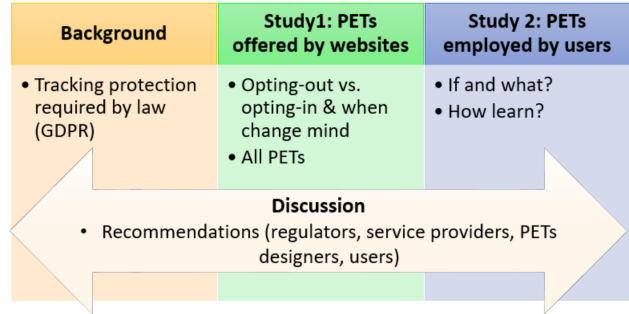 Background
• Tracking protection
required by law
(GDPR)
Study1: PETs
offered by websites
• Opting-out vs.
opting-in & when
change mind
• All PETs
Study 2: PETs
employed by users
• If and what?
• How learn?
Discussion
• Recommendations (regulators, service providers, PETs
designers, users)